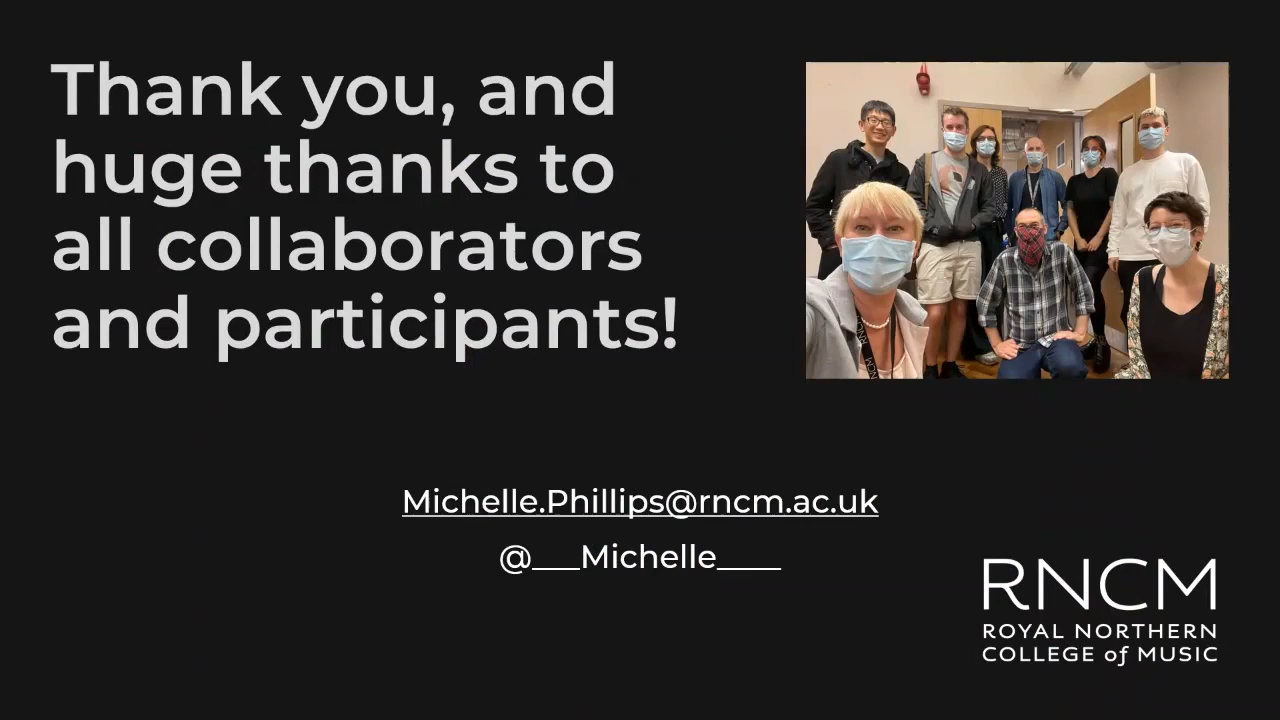 Thank you, and
huge thanks to
all collaborators
and participants!
RNCM
Michelle.Phillips@rncm.ac.uk
@___Michelle____
RNCM
ROYAL NORTHERN
COLLEGE of MUSIC